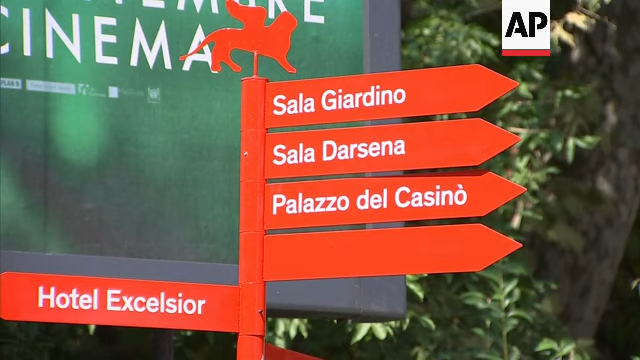 CINEMA
AP
Sala Giardino
Sala Darsena
Palazzo del Casinò
Hotel Excelsior